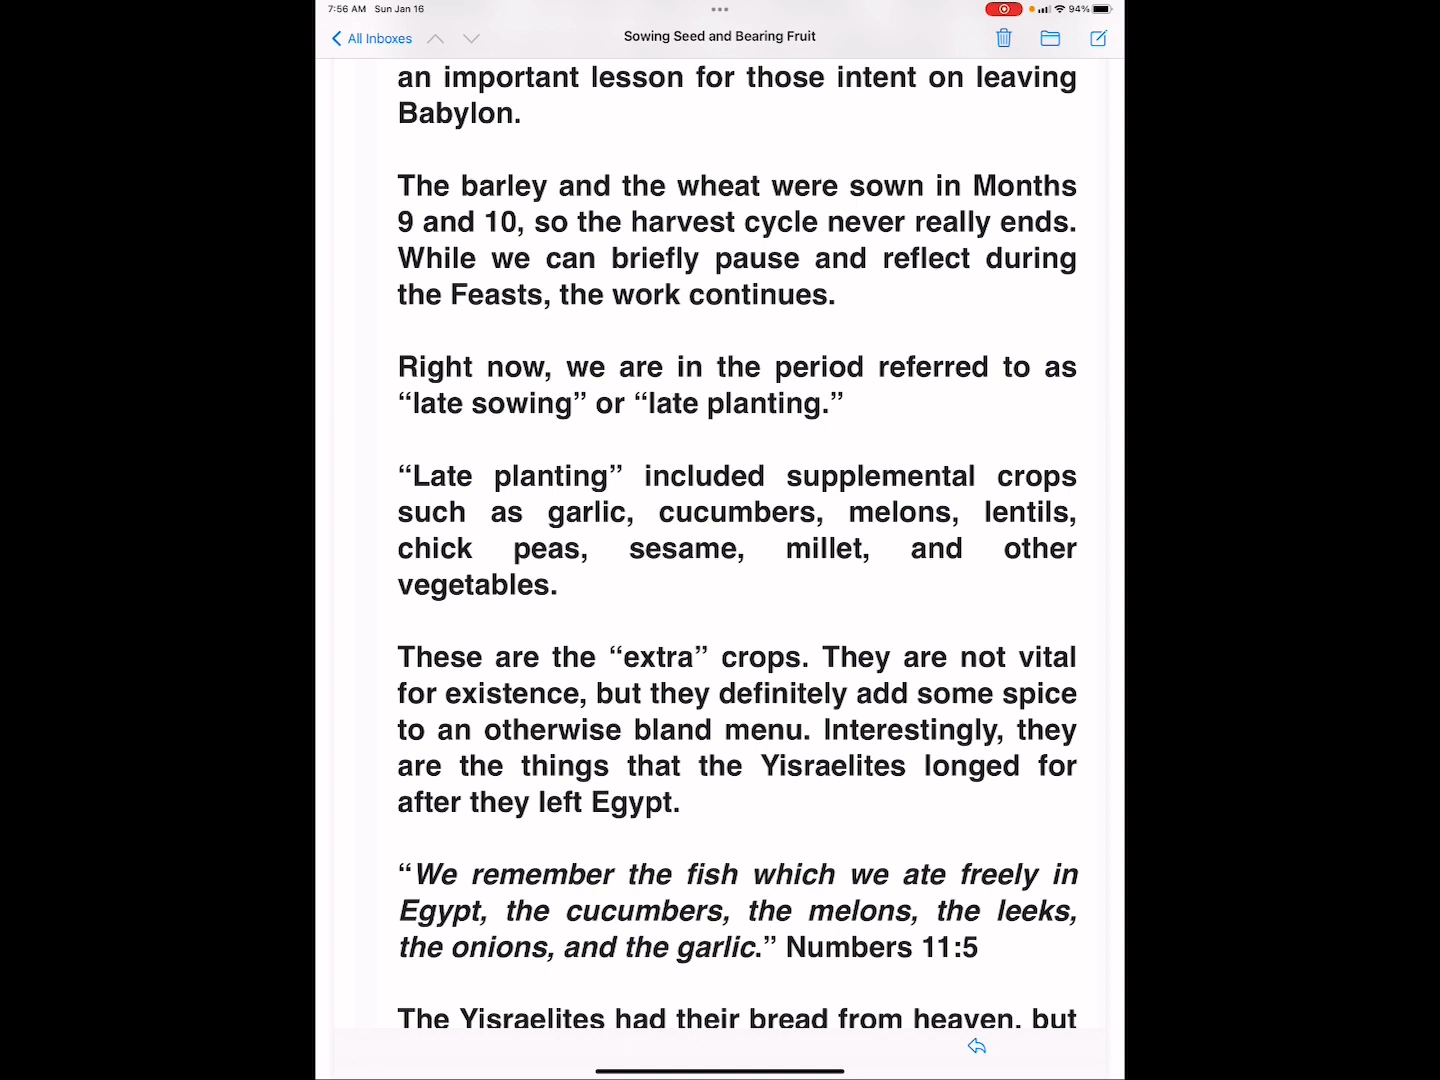 7:56 AM Sun Jan 16
94%
All Inboxes
Sowing Seed and Bearing Fruit
an important lesson for those intent on leaving
Babylon.
The barley and the wheat were sown in Months
9 and 10, so the harvest cycle never really ends.
While we can briefly pause and reflect during
the Feasts, the work continues.
Right now, we are in the period referred to as
“late sowing” or “late planting.”
“Late planting” included supplemental crops
such as garlic, cucumbers, melons, lentils,
chick peas, sesame, millet, and other
vegetables.
These are the “extra” crops. They are not vital
for existence, but they definitely add some spice
to an otherwise bland menu. Interestingly, they
are the things that the Yisraelites longed for
after they left Egypt.
“We remember the fish which we ate freely in
Egypt, the cucumbers, the melons, the leeks,
the onions, and the garlic.” Numbers 11:5
The Yisraelites had their bread from heaven, but